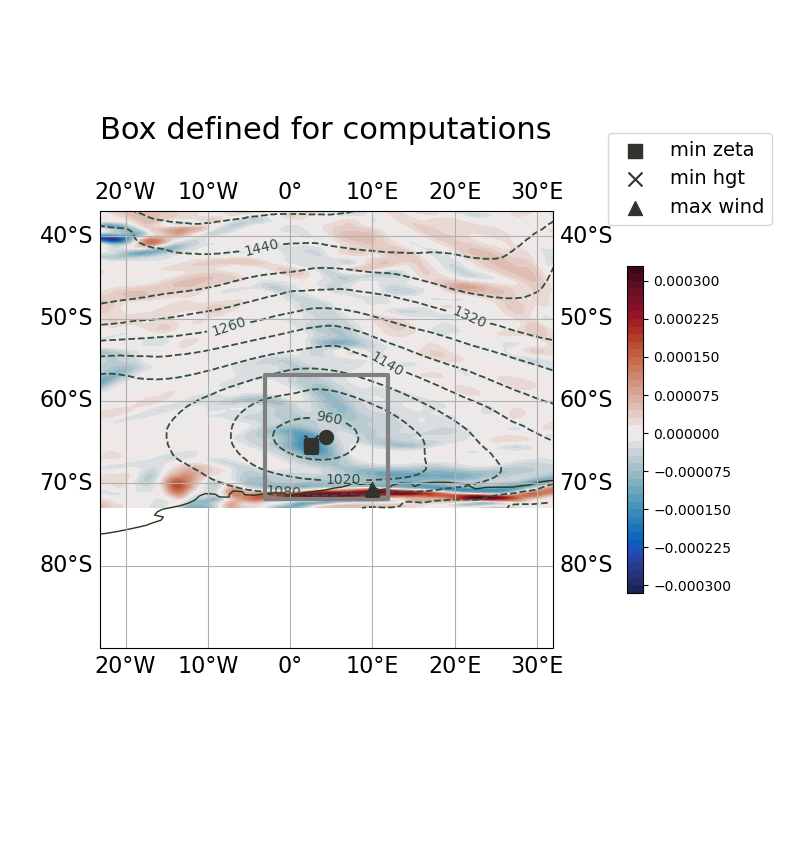 Box defined for computations
min zeta
min hgt
max wind
20°W 10°W 0° 10°E 20°E 30°E
40°S 40°S
1440
50°S 50°S
1260 1320
1140
60°S 60°S
960
70°S 70°S
1020
1080
80°S 80°S
20°W 10°W 0° 10°E 20°E 30°E
0.000300
0.000225
0.000150
0.000075
0.000000
−0.000075
−0.000150
−0.000225
−0.000300